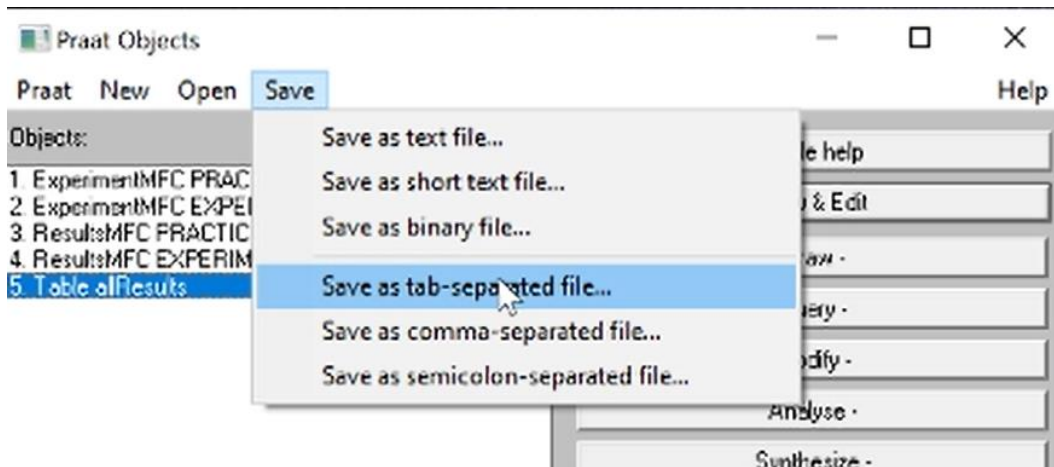 Praat Objects
Praat New Open Save Help
Objects:
1. ExperimentMFC PRAC
2. ExperimentMFC EXPE
3. ResultsMFC PRACTIC
4. ResultsMFC EXPERIM
5. Table allResults
Save as text file...
Save as short text file...
Save as binary file...
Save as tab-separated file...
Save as comma-separated file...
Save as semicolon-separated file...
le help
& Edit
aw -
ery -
dify -
Analyse -
Synthesize -